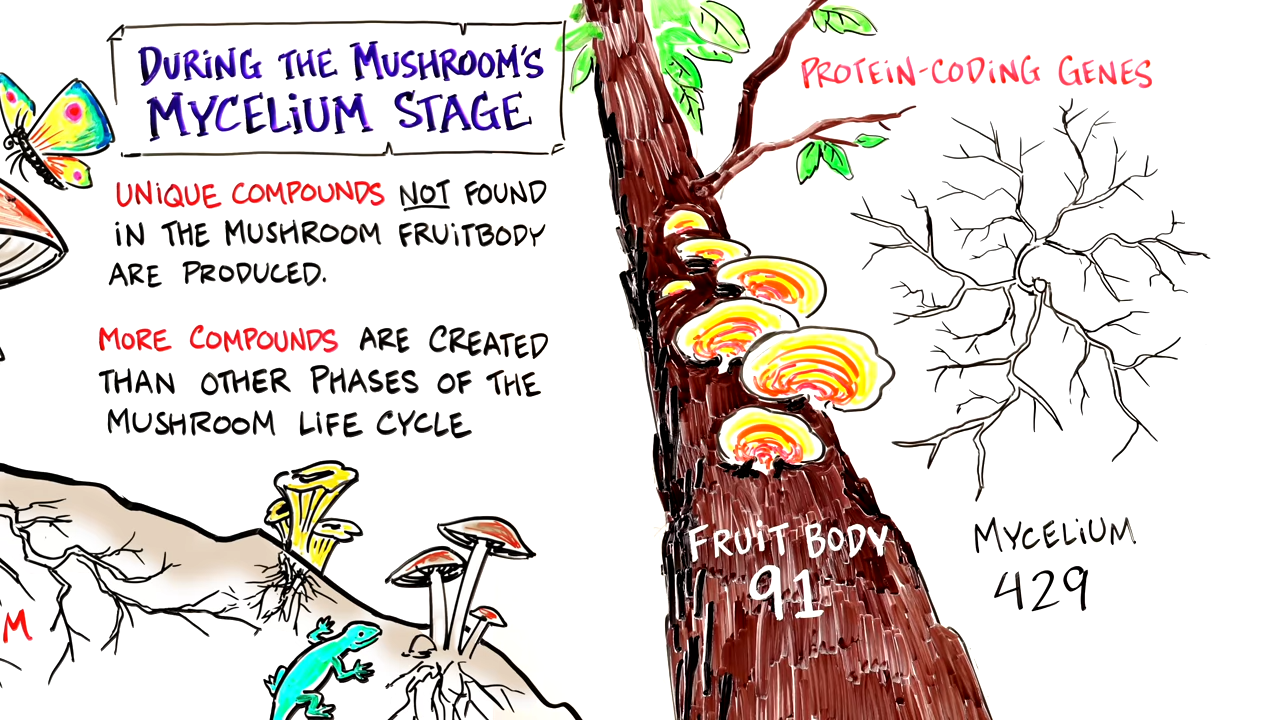 DURING THE MUSHROOM'S
MYCELIUM STAGE
UNIQUE COMPOUNDS NOT FOUND
IN THE MUSHROOM FRUITBODY
ARE PRODUCED.
MORE COMPOUNDS ARE CREATED
THAN OTHER PHASES OF THE
MUSHROOM LIFE CYCLE
PROTEIN-CODING GENES
FRUIT BODY
91
MYCELIUM
429